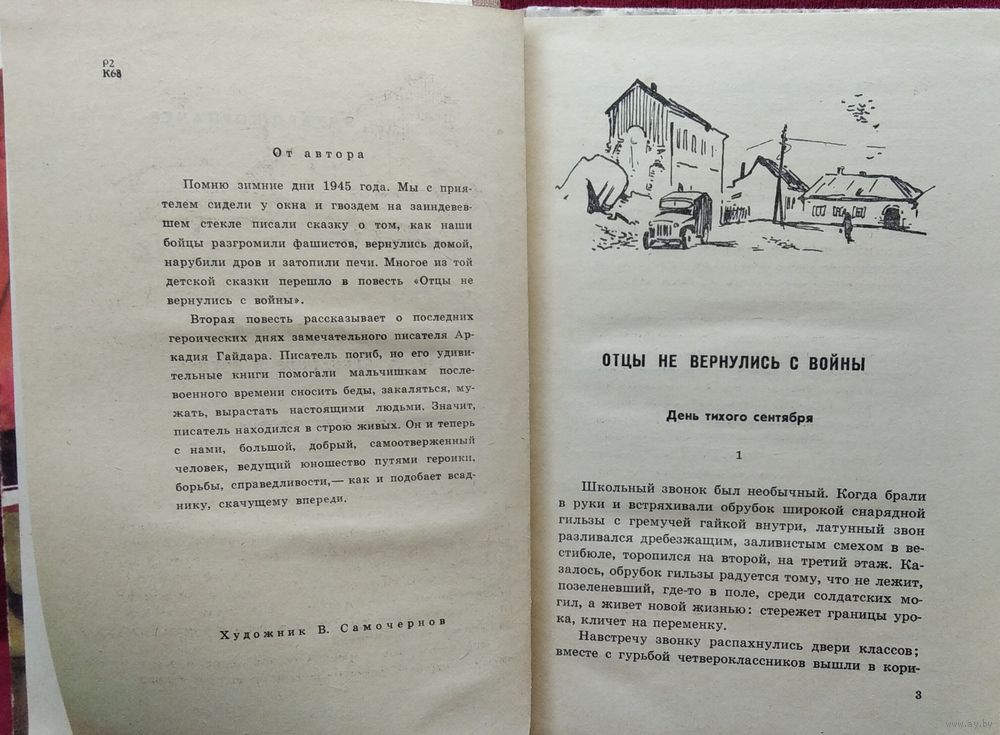 Р2
К68
От автора
Помню зимние дни 1945 года. Мы с прия-
телем сидели у окна и гвоздем на заиндевев-
шем стекле писали сказку о том, как наши
бойцы разгромили фашистов, вернулись домой,
нарубили дров и затопили печи. Многое из той
детской сказки перешло в повесть «Отцы не
вернулись с войны».
Вторая повесть рассказывает о последних
героических днях замечательного писателя Ар-
кадия Гайдара. Писатель погиб, но его удиви-
тельные книги помогали мальчишкам после-
военного времени сносить беды, закаляться, му-
жать, вырастать настоящими людьми. Значит,
писатель находился в строю живых. Он и теперь
с нами, большой, добрый, самоотверженный
человек, ведущий юношество путями героики,
борьбы, справедливости,— как и подобает всад-
нику, скачущему впереди.
Художник В. Самочернов
ОТЦЫ НЕ ВЕРНУЛИСЬ С ВОЙНЫ
День тихого сентября
1
Школьный звонок был необычный. Когда брали
в руки и встряхивали обрубок широкой снарядной
гильзы с гремучей гайкой внутри, латунный звон
разливался дребезжащим, заливистым смехом в ве-
стибюле, торопился на второй, на третий этаж. Ка-
залось, обрубок гильзы радуется тому, что не лежит,
позеленевший, где-то в поле, среди солдатских мо-
гил, а живет новой жизнью: стережет границы уро-
ка, кличет на переменку.
Навстречу звонку распахнулись двери классов;
вместе с гурьбой четвероклассников вышли в кори-
3
www.ay.by